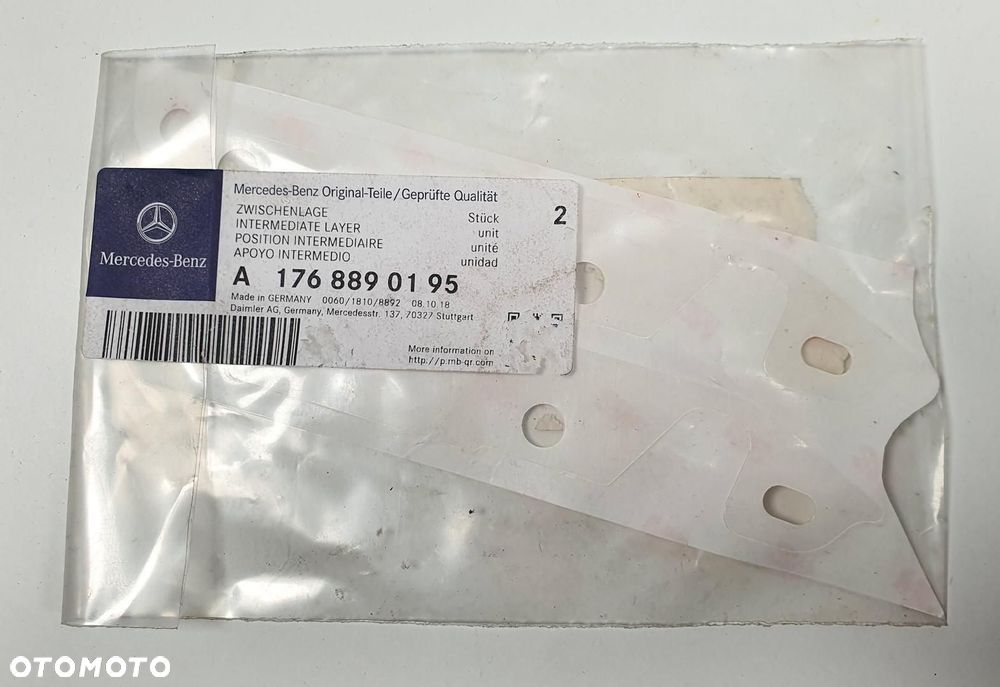 Mercedes-Benz Original-Teile/Geprüfte Qualität
ZWISCHENLAGE Stück 2
INTERMEDIATE LAYER unit
POSITION INTERMEDIAIRE unité
APOYO INTERMEDIO unidad
Mercedes-Benz
A 176 889 01 95
Made in GERMANY 0060/1810/8892 08.10.18
Daimler AG, Germany, Mercedesstr. 137, 70327 Stuttgart
More information on
http://p.mb-qr.com
OTOMOTO